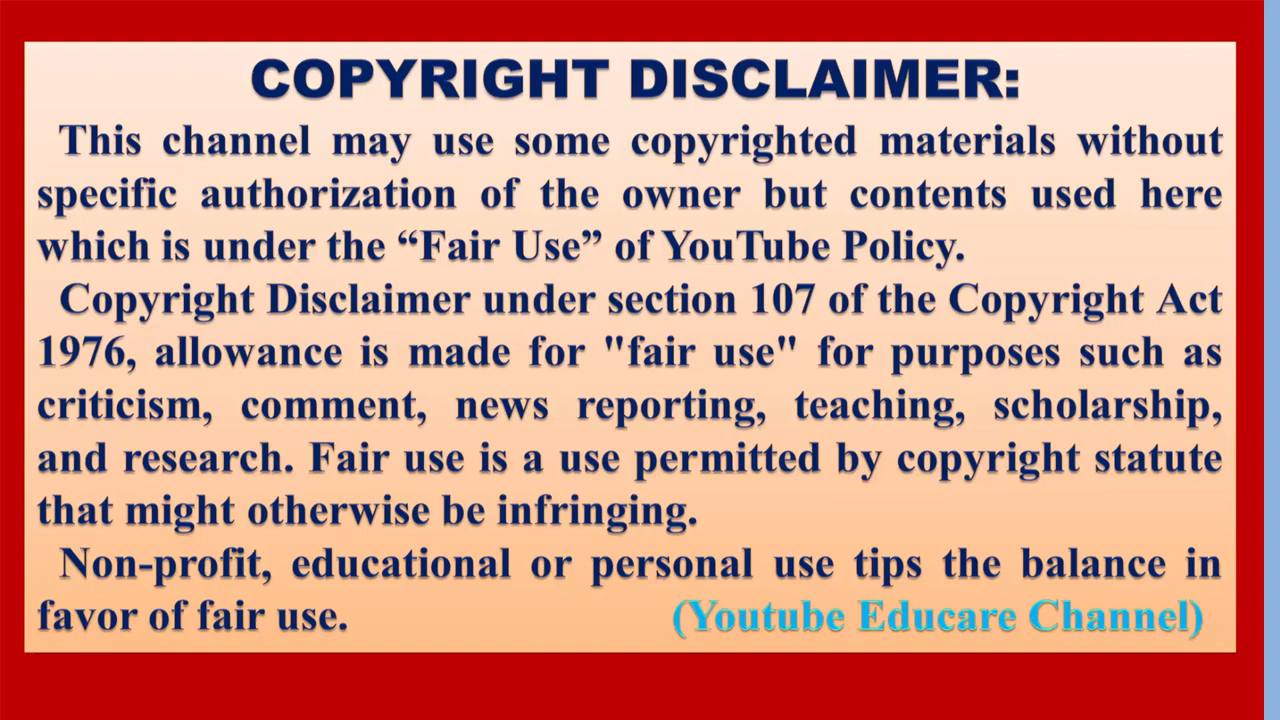 COPYRIGHT DISCLAIMER:
This channel may use some copyrighted materials without
specific authorization of the owner but contents used here
which is under the “Fair Use” of YouTube Policy.
Copyright Disclaimer under section 107 of the Copyright Act
1976, allowance is made for "fair use" for purposes such as
criticism, comment, news reporting, teaching, scholarship,
and research. Fair use is a use permitted by copyright statute
that might otherwise be infringing.
Non-profit, educational or personal use tips the balance in
favor of fair use. (Youtube Educare Channel)